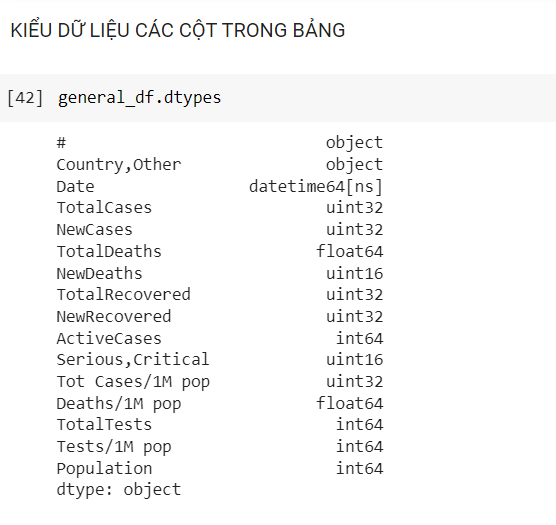 KIỂU DỮ LIỆU CÁC CỘT TRONG BẢNG
[42] general_df.dtypes
# object
Country,Other object
Date datetime64[ns]
TotalCases uint32
NewCases uint32
TotalDeaths float64
NewDeaths uint16
TotalRecovered uint32
NewRecovered uint32
ActiveCases int64
Serious,Critical uint16
Tot Cases/1M pop uint32
Deaths/1M pop float64
TotalTests int64
Tests/1M pop int64
Population int64
dtype: object